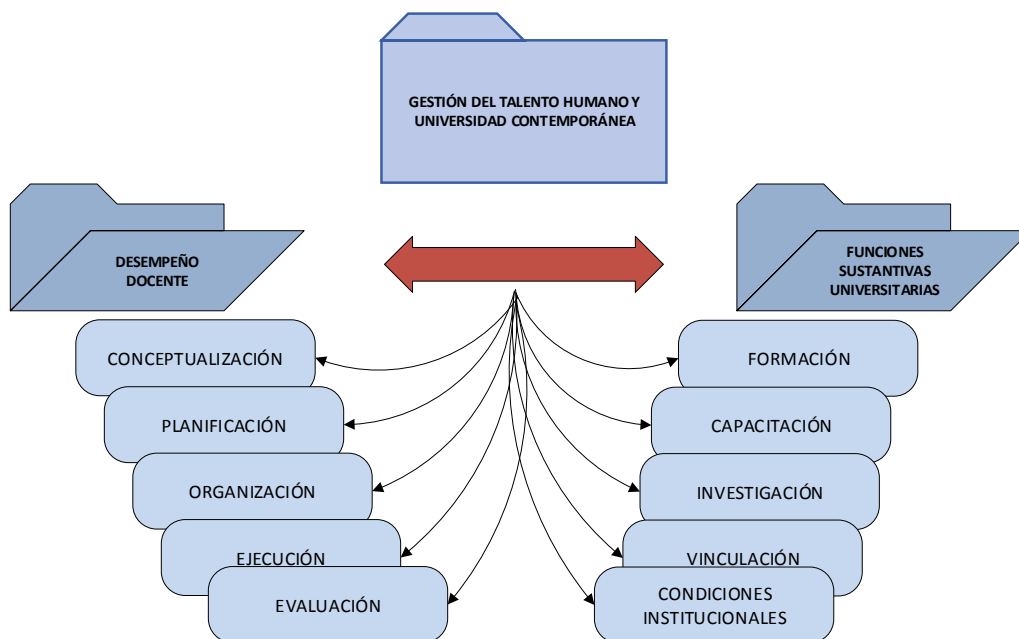 GESTIÓN DEL TALENTO HUMANO Y
UNIVERSIDAD CONTEMPORÁNEA
DESEMPEÑO
DOCENTE
FUNCIONES
SUSTANTIVAS
UNIVERSITARIAS
CONCEPTUALIZACIÓN
PLANIFICACIÓN
ORGANIZACIÓN
EJECUCIÓN
EVALUACIÓN
FORMACIÓN
CAPACITACIÓN
INVESTIGACIÓN
VINCULACIÓN
CONDICIONES
INSTITUCIONALES